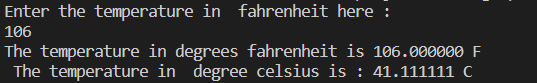 Enter the temperature in  fahrenheit here :
106
The temperature in degrees fahrenheit is 106.000000 F
 The temperature in  degree celsius is : 41.111111 C